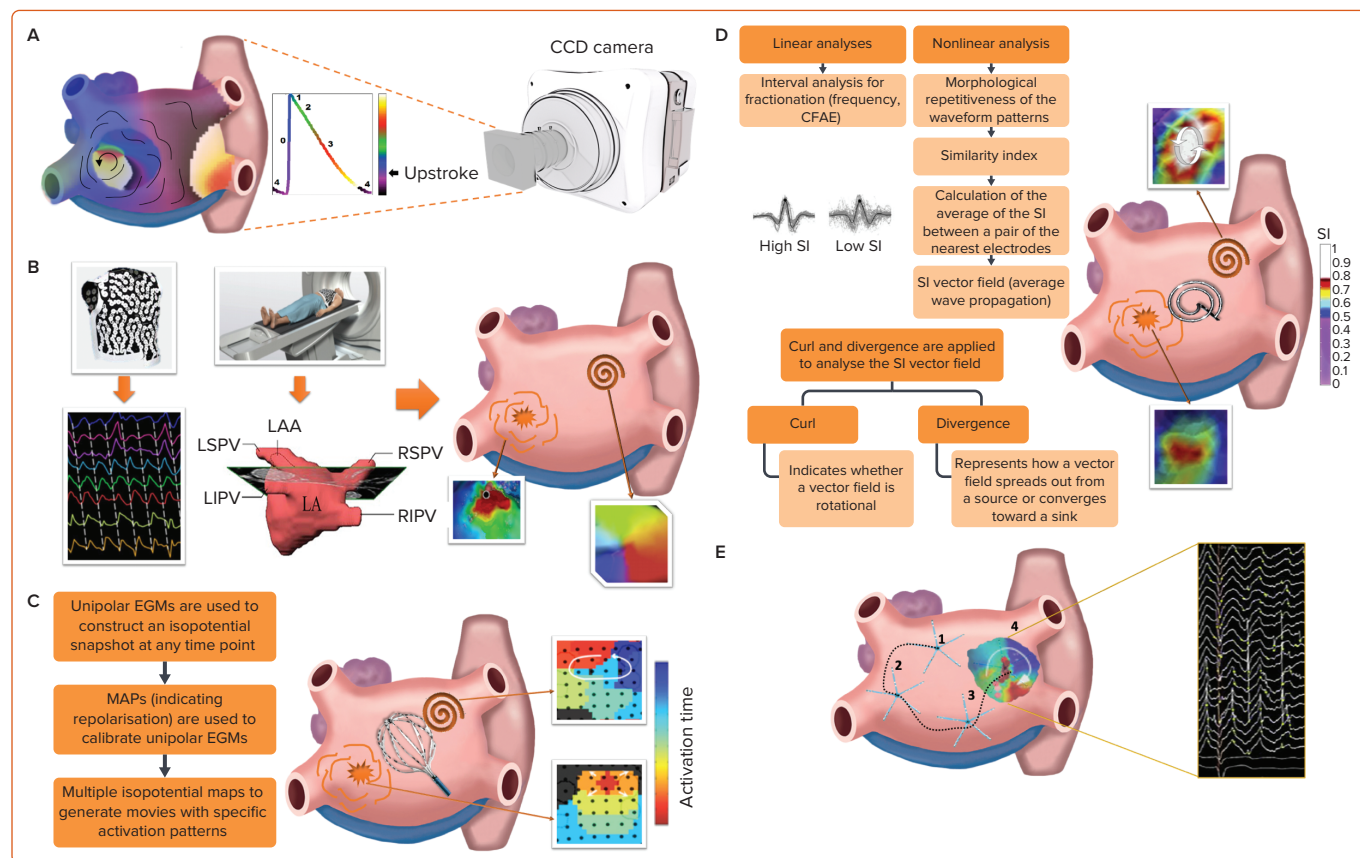 A
CCD camera
1
2
0
3
4
4
Upstroke
B
LAA
LSPV
RSPV
LIPV
LA
RIPV
C
Unipolar EGMs are used to
construct an isopotential
snapshot at any time point
MAPs (indicating
repolarisation) are used to
calibrate unipolar EGMs
Multiple isopotential maps to
generate movies with specific
activation patterns
Activation time
D
Linear analyses
Nonlinear analysis
Interval analysis for
fractionation (frequency,
CFAE)
Morphological
repetitiveness of the
waveform patterns
Similarity index
Calculation of the
average of the SI
between a pair of the
nearest electrodes
High SI
Low SI
SI vector field (average
wave propagation)
SI
1
0.9
0.8
0.7
0.6
0.5
0.4
0.3
0.2
0.1
0
Curl and divergence are applied
to analyse the SI vector field
Curl
Divergence
Indicates whether
a vector field is
rotational
Represents how a vector
field spreads out from
a source or converges
toward a sink
E
1
2
3
4